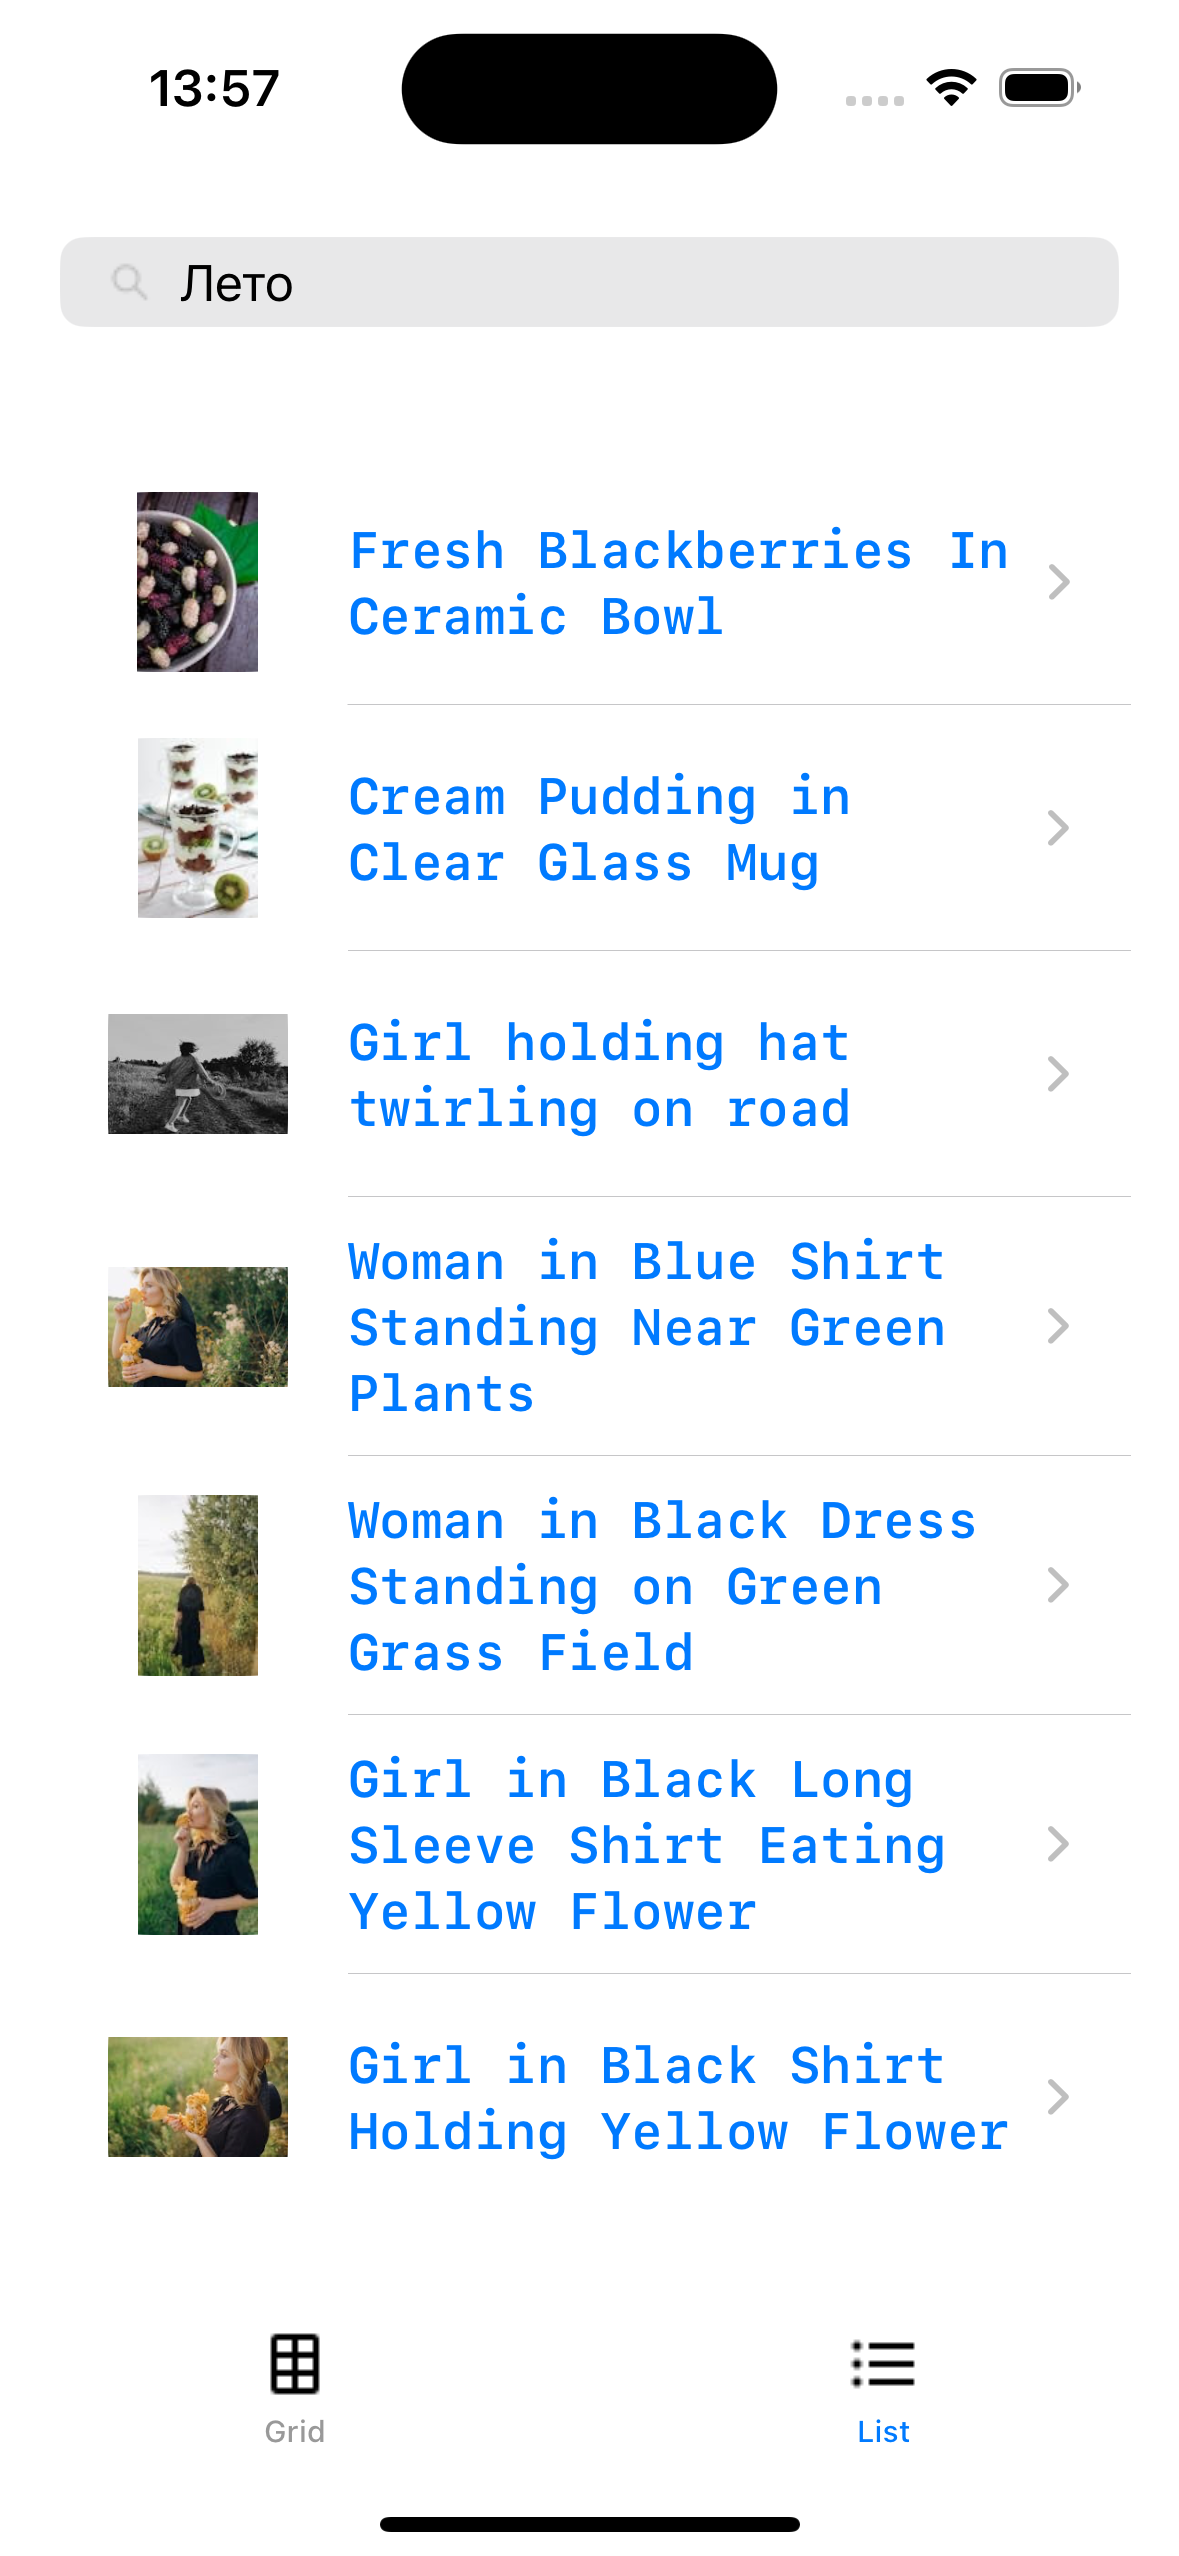 13:57
Лето
Fresh Blackberries In
Ceramic Bowl
Cream Pudding in
Clear Glass Mug
Girl holding hat
twirling on road
Woman in Blue Shirt
Standing Near Green
Plants
Woman in Black Dress
Standing on Green
Grass Field
Girl in Black Long
Sleeve Shirt Eating
Yellow Flower
Girl in Black Shirt
Holding Yellow Flower
Grid
List